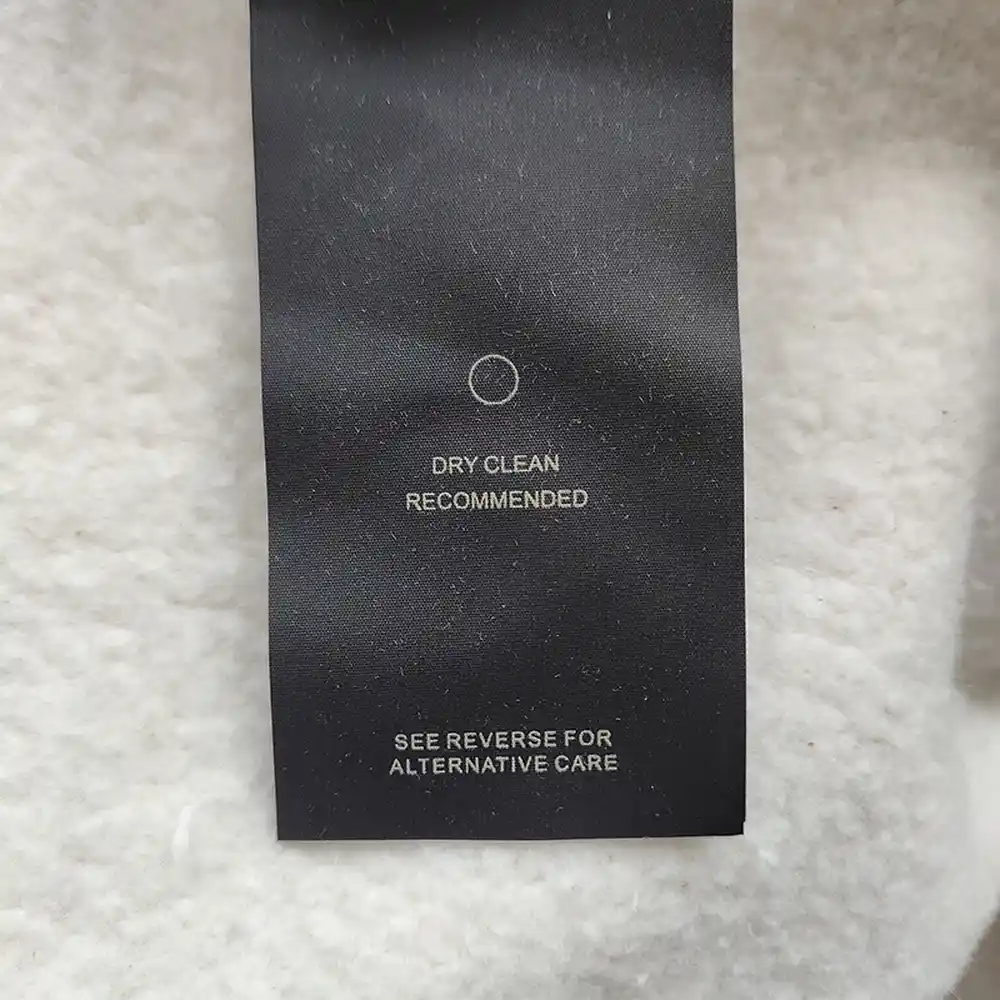 DRY CLEAN
RECOMMENDED
SEE REVERSE FOR
ALTERNATIVE CARE